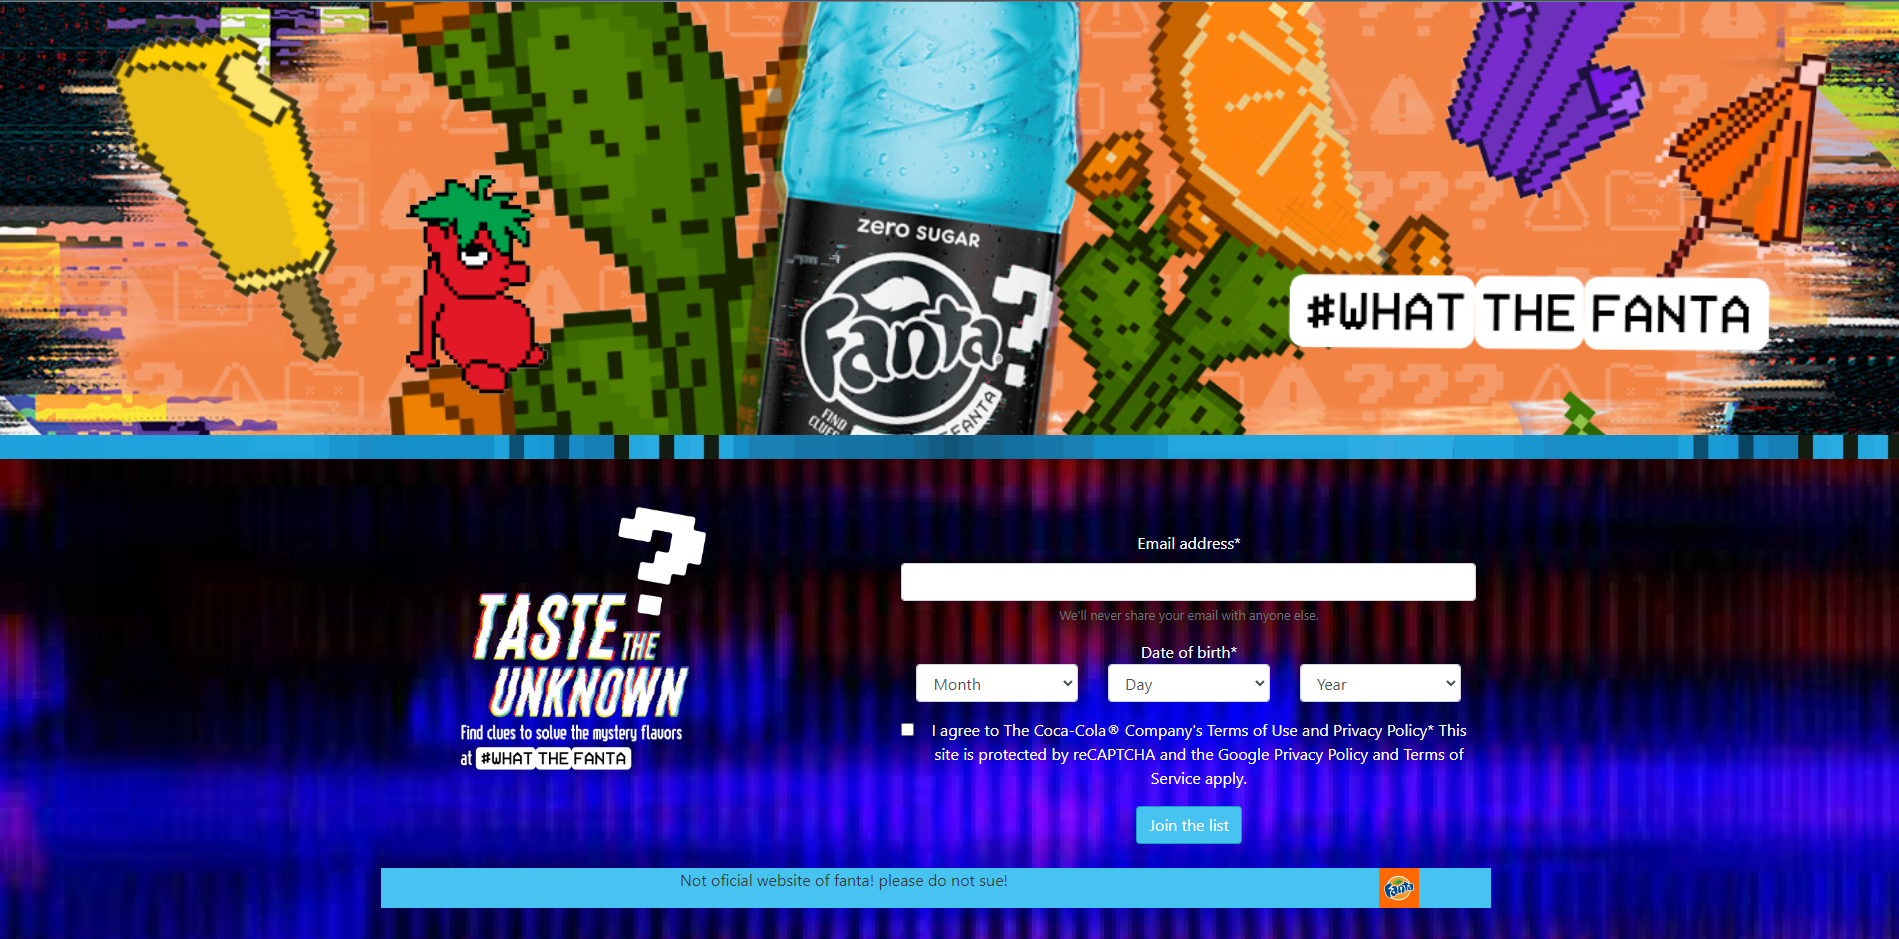 zero SUGAR
Fanta
?
FIND
CLUES
FANTA
#WHAT THE FANTA
?
TASTE THE
UNKNOWN
Find clues to solve the mystery flavors
at #WHAT THE FANTA
Email address*
We'll never share your email with anyone else.
Date of birth*
Month Day Year
I agree to The Coca-Cola® Company's Terms of Use and Privacy Policy* This
site is protected by reCAPTCHA and the Google Privacy Policy and Terms of
Service apply.
Join the list
Not oficial website of fanta! please do not sue!
Fanta